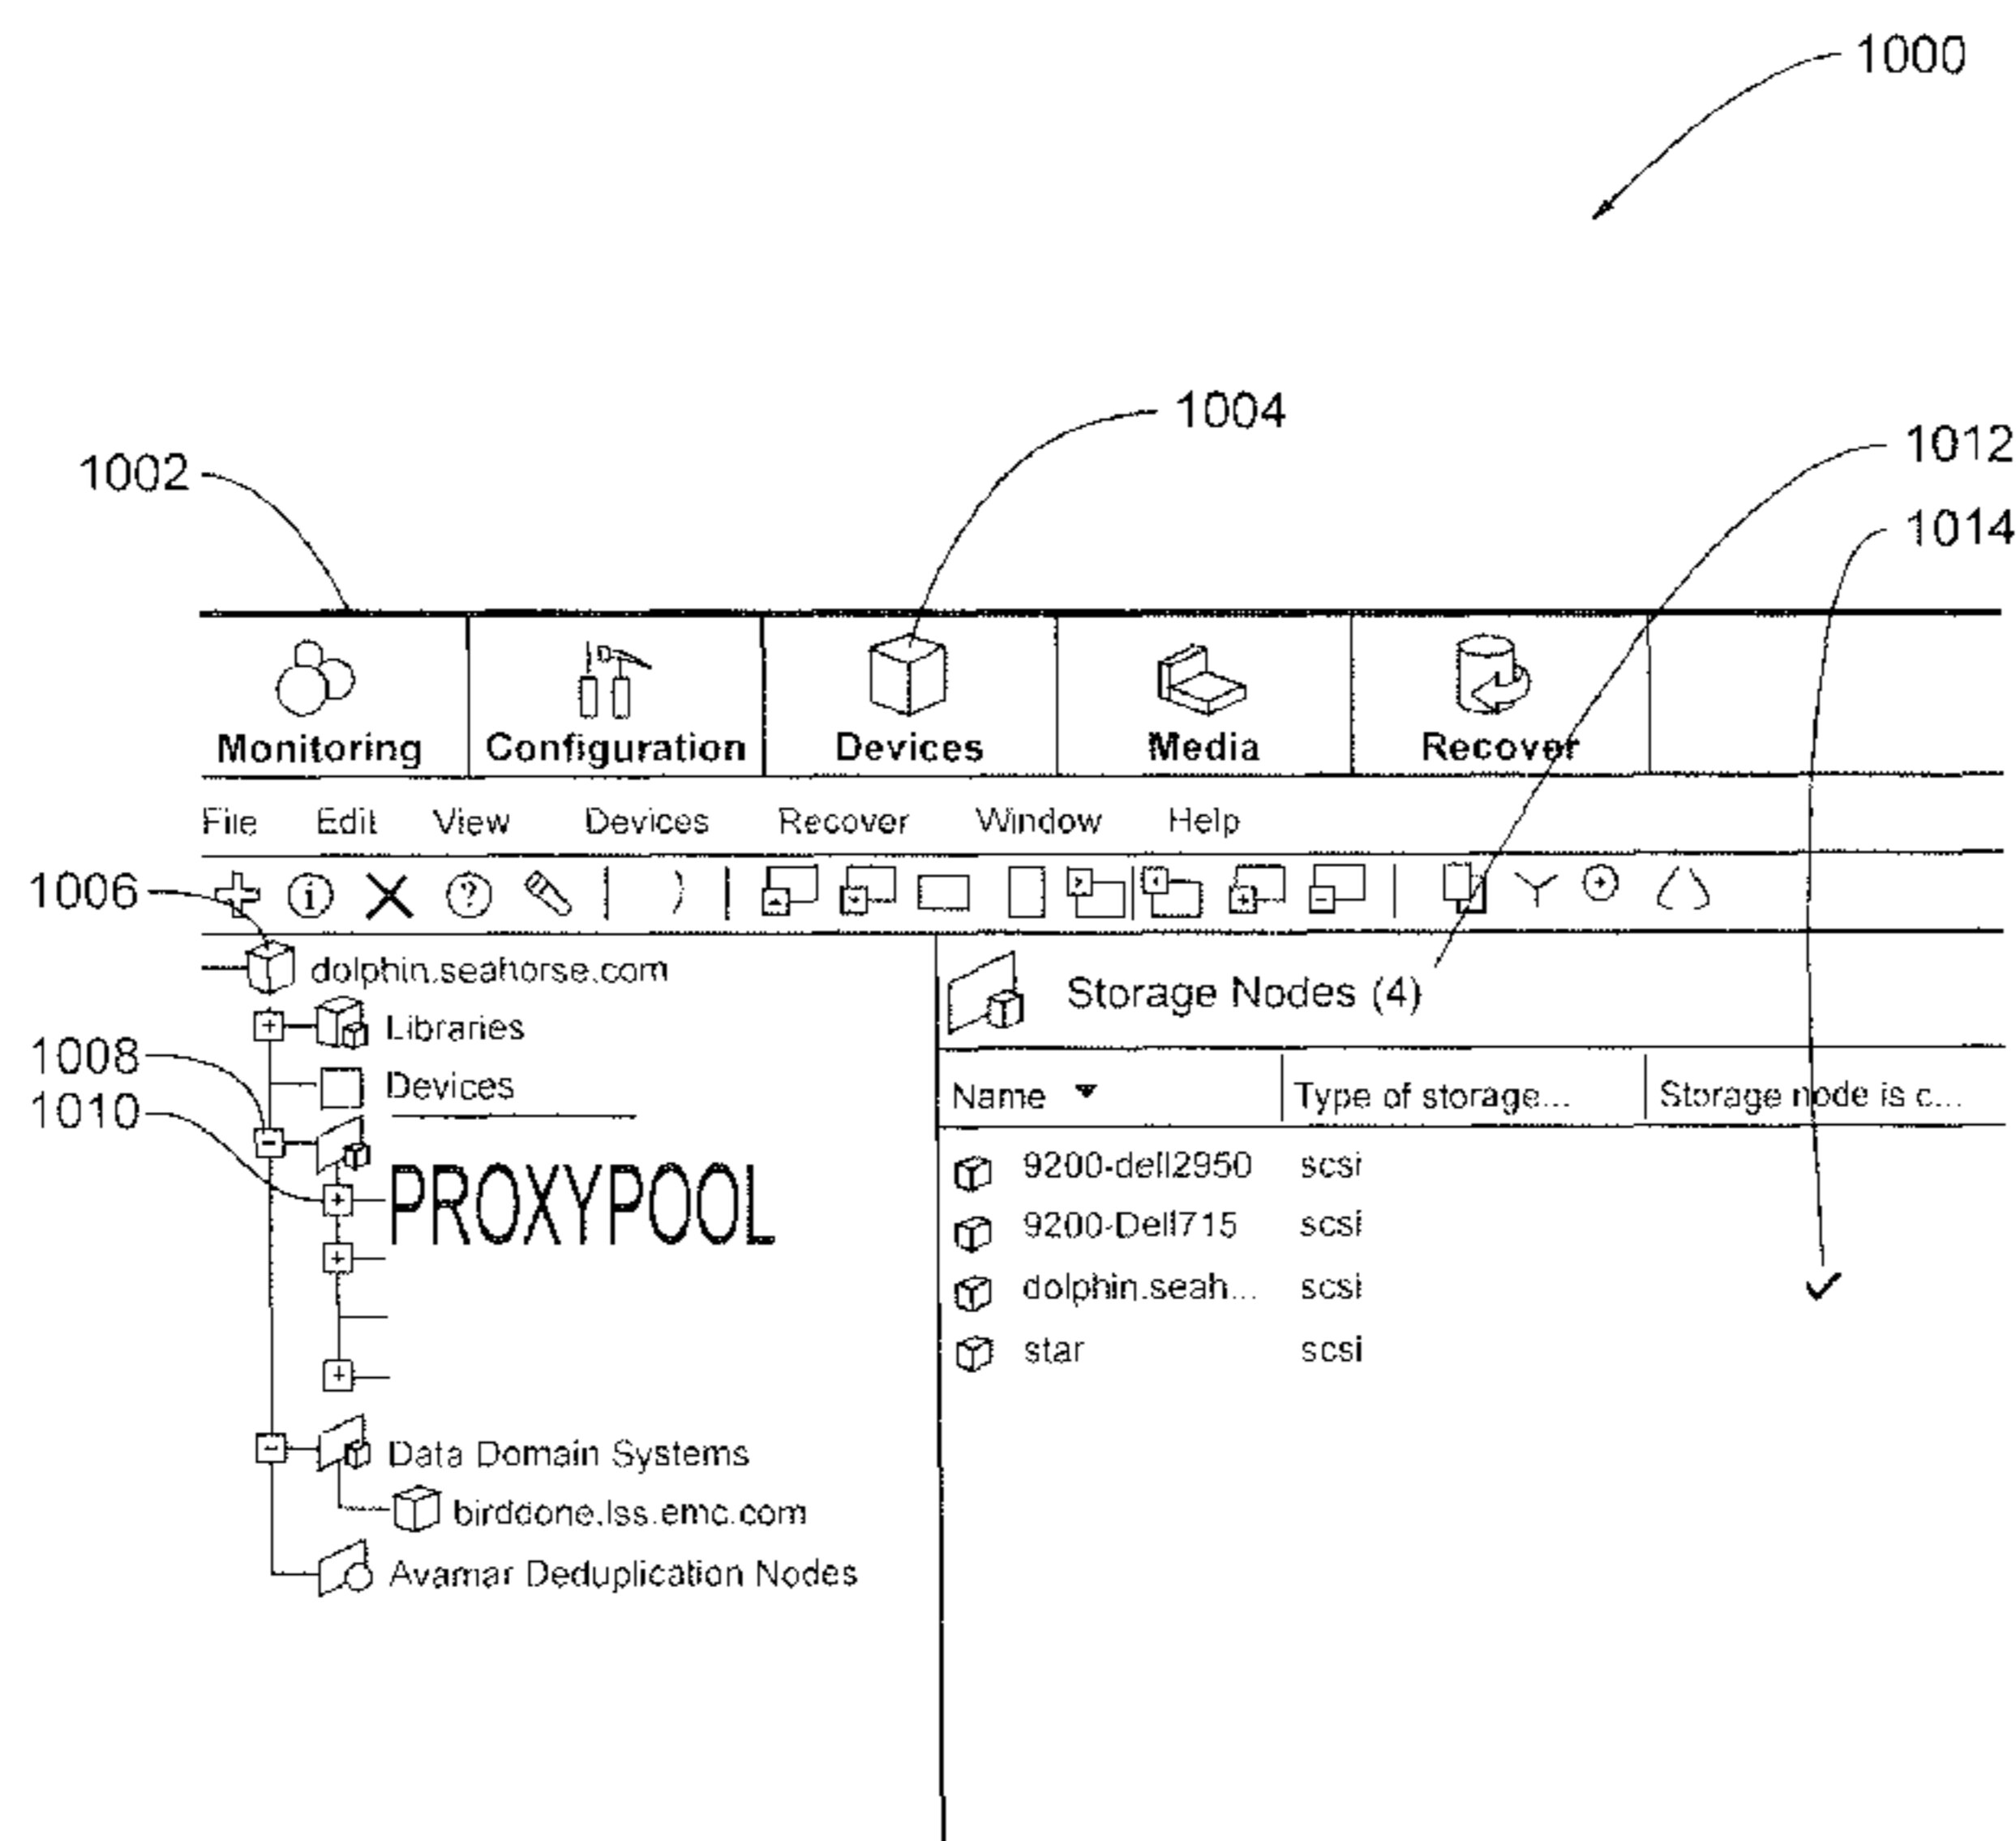 1000
1004
1002
1012
1014
Monitoring Configuration Devices Media Recover
File Edit View Devices Recover Window Help
1006
dolphin.seahorse.com
Storage Nodes (4)
Libraries
1008
Devices
1010
Name Type of storage... Storage node is c...
PROXYPOOL
9200-dell2950 scsi
9200-Dell715 scsi
dolphin.seah... scsi
star scsi
Data Domain Systems
birddone.lss.emc.com
Avamar Deduplication Nodes